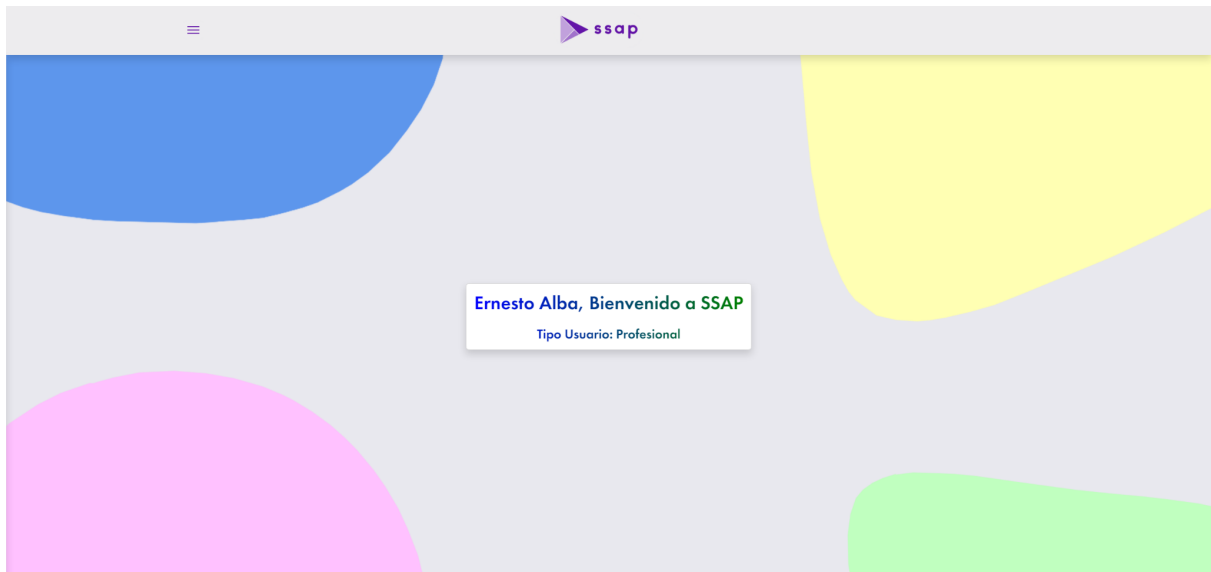 ssap
Ernesto Alba, Bienvenido a SSAP
Tipo Usuario: Profesional